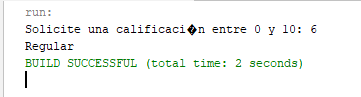 run:
Solicite una calificaci�n entre 0 y 10: 6
Regular
BUILD SUCCESSFUL (total time: 2 seconds)